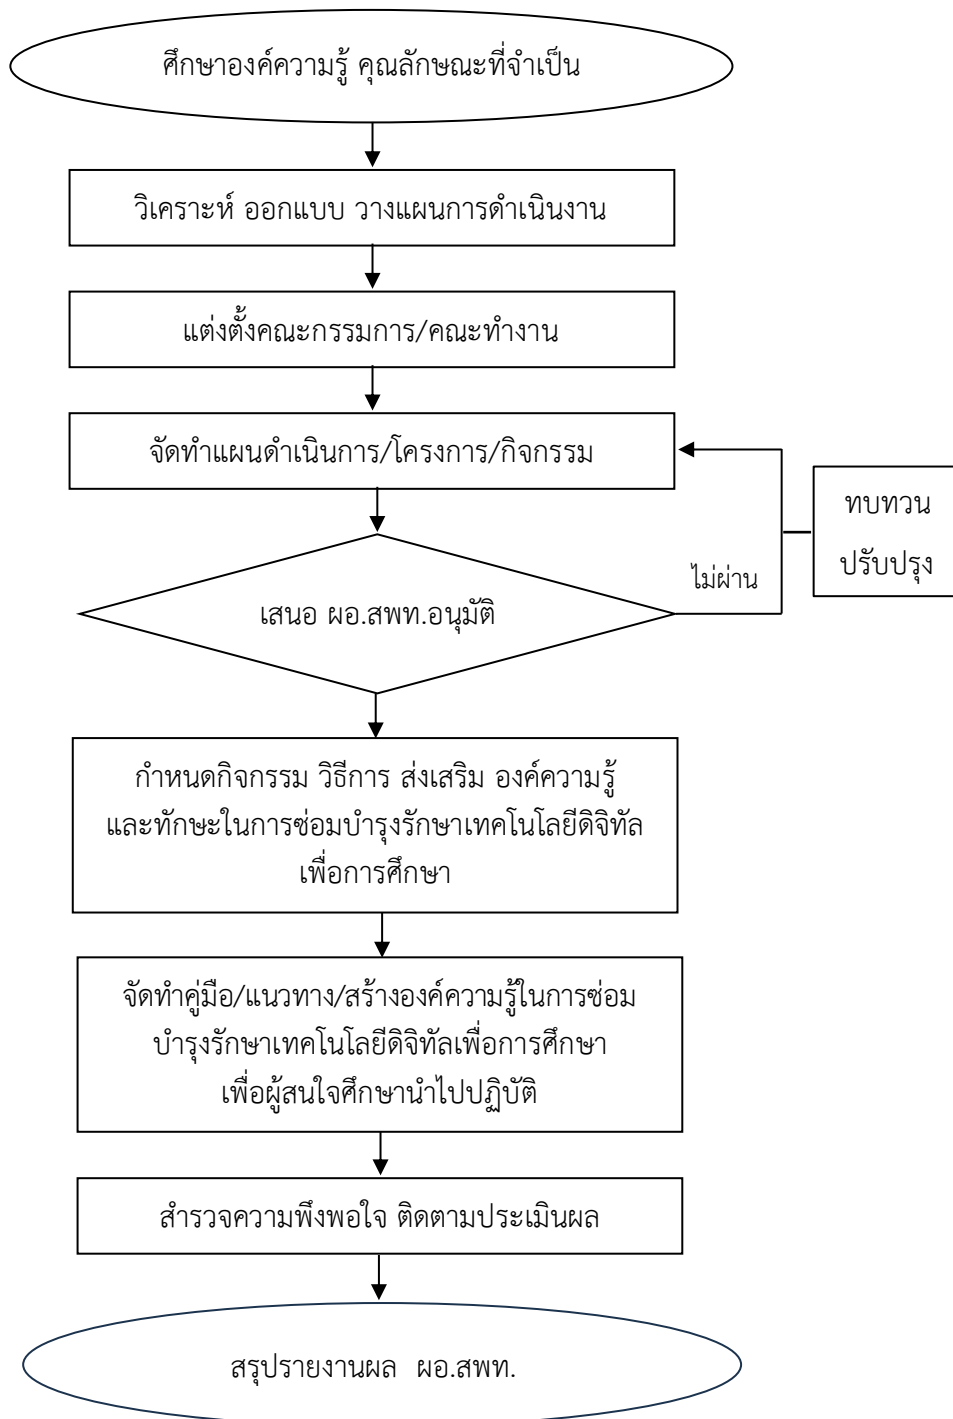 ศึกษาองค์ความรู้ คุณลักษณะที่จำเป็น
วิเคราะห์ ออกแบบ วางแผนการดำเนินงาน
แต่งตั้งคณะกรรมการ/คณะทำงาน
จัดทำแผนดำเนินการ/โครงการ/กิจกรรม
ทบทวน
ปรับปรุง
ไม่ผ่าน
เสนอ ผอ.สพท.อนุมัติ
กำหนดกิจกรรม วิธีการ ส่งเสริม องค์ความรู้
และทักษะในการซ่อมบำรุงรักษาเทคโนโลยีดิจิทัล
เพื่อการศึกษา
จัดทำคู่มือ/แนวทาง/สร้างองค์ความรู้ในการซ่อม
บำรุงรักษาเทคโนโลยีดิจิทัลเพื่อการศึกษา
เพื่อผู้สนใจศึกษานำไปปฏิบัติ
สำรวจความพึงพอใจ ติดตามประเมินผล
สรุปรายงานผล ผอ.สพท.